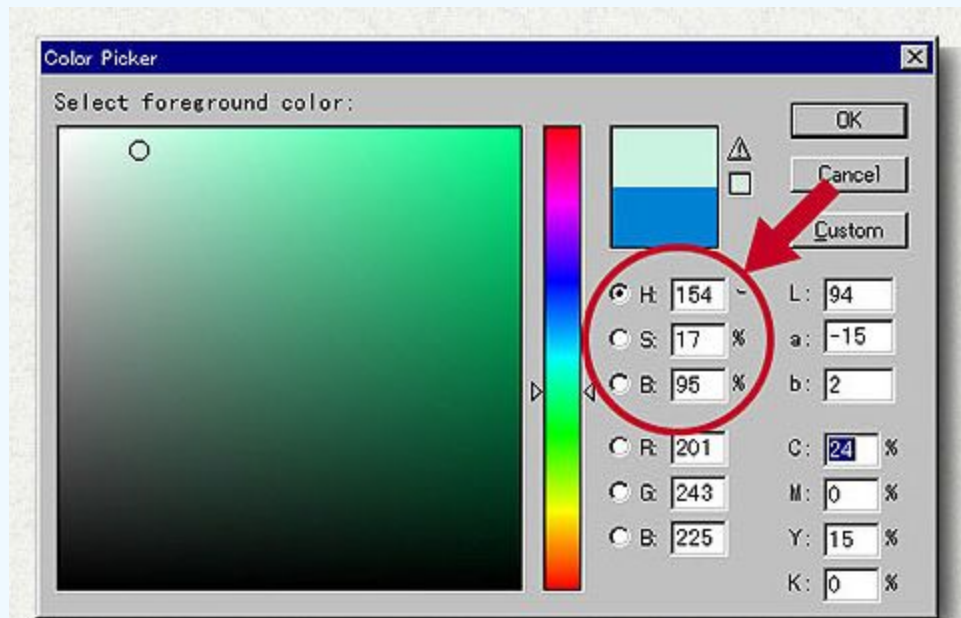 Color Picker
Select foreground color:
OK
Cancel
Custom
H: 154 ~
S: 17 %
B: 95 %
R: 201
G: 243
B: 225
L: 94
a: -15
b: 2
C: 24 %
M: 0 %
Y: 15 %
K: 0 %